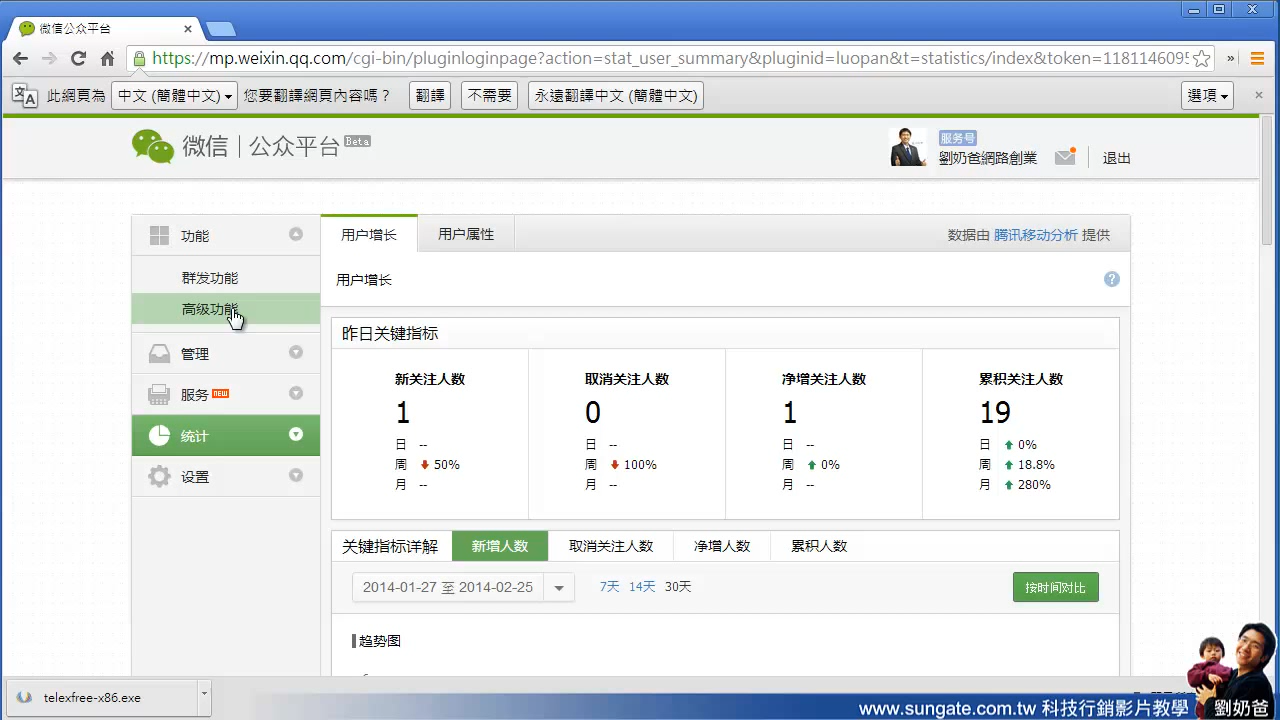 微信公众平台
https://mp.weixin.qq.com/cgi-bin/pluginloginpage?action=stat_user_summary&pluginid=luopan&t=statistics/index&token=1181146095
此網頁為 中文 (簡體中文) 您要翻譯網頁內容嗎？ 翻譯 不需要 永遠翻譯中文 (簡體中文) 選項
微信 | 公众平台 Beta
服务号
劉奶爸網路創業 退出
功能
群发功能
高级功能
管理
服务 NEW
统计
设置
用户增长 用户属性 数据由 腾讯移动分析 提供
用户增长 ?
昨日关键指标
新关注人数 取消关注人数 净增关注人数 累积关注人数
1 0 1 19
日 -- 日 -- 日 -- 日 0%
周 50% 周 100% 周 0% 周 18.8%
月 -- 月 -- 月 -- 月 280%
关键指标详解 新增人数 取消关注人数 净增人数 累积人数
2014-01-27 至 2014-02-25 7天 14天 30天 按时间对比
趋势图
telexfree-x86.exe
www.sungate.com.tw 科技行銷影片教學 劉奶爸